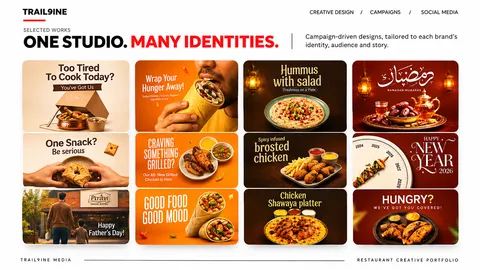 TRAIL9INE
CREATIVE DESIGN / CAMPAIGNS / SOCIAL MEDIA
SELECTED WORKS
ONE STUDIO. MANY IDENTITIES.
Campaign-driven designs, tailored to each brand's
identity, audience and story.
Too Tired
To Cook Today?
You've Got Us
Wrap Your
Hunger Away!
Hummus
with salad
Freshness on a Plate
رمضان
RAMADAN MUBARAK
One Snack?
Be serious
CRAVING
SOMETHING
GRILLED?
Spicy infused
brosted
chicken
2024
HAPPY
NEW
YEAR
2026
Happy
Father's Day!
GOOD FOOD
GOOD MOOD
Chicken
Shawaya platter
HUNGRY?
WE'VE GOT YOU COVERED!
TRAIL9INE MEDIA
RESTAURANT CREATIVE PORTFOLIO